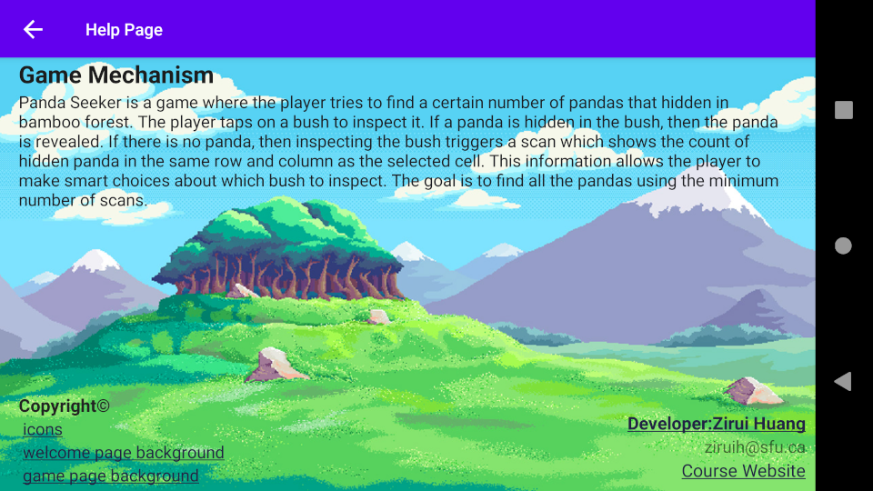 Help Page
Game Mechanism
Panda Seeker is a game where the player tries to find a certain number of pandas that hidden in
bamboo forest. The player taps on a bush to inspect it. If a panda is hidden in the bush, then the panda
is revealed. If there is no panda, then inspecting the bush triggers a scan which shows the count of
hidden panda in the same row and column as the selected cell. This information allows the player to
make smart choices about which bush to inspect. The goal is to find all the pandas using the minimum
number of scans.
Copyright©
icons
welcome page background
game page background
Developer:Zirui Huang
ziruih@sfu.ca
Course Website